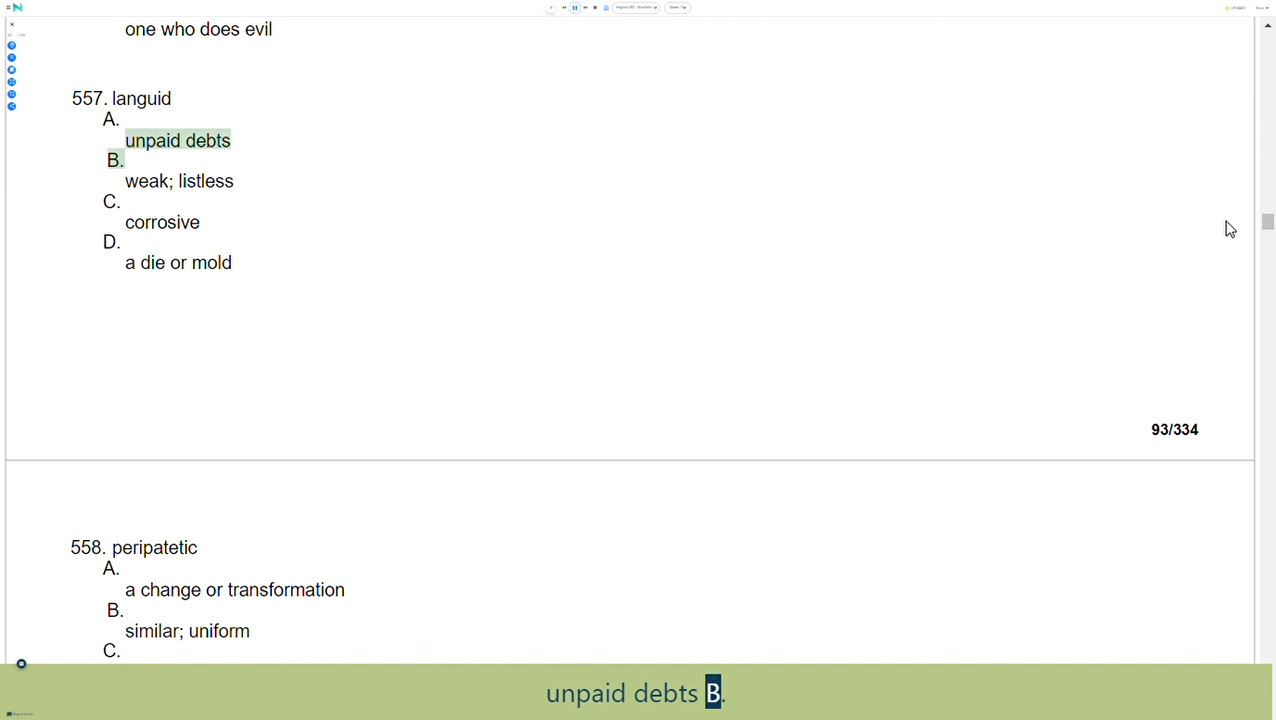 one who does evil
557. languid
A.
unpaid debts
B.
weak; listless
C.
corrosive
D.
a die or mold
93/334
558. peripatetic
A.
a change or transformation
B.
similar; uniform
C.
unpaid debts B.